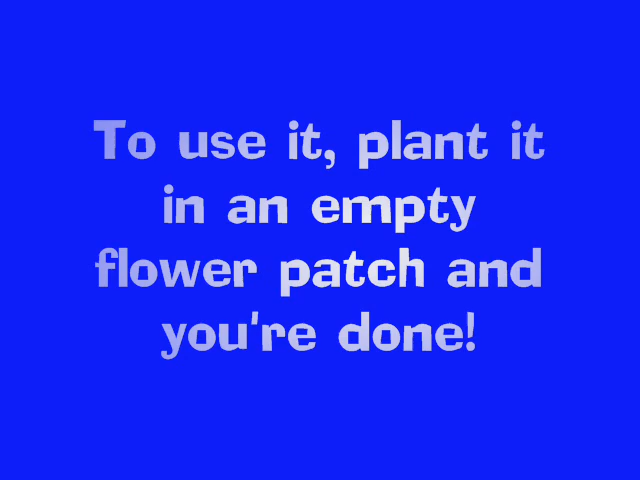 To use it, plant it
in an empty
flower patch and
you're done!